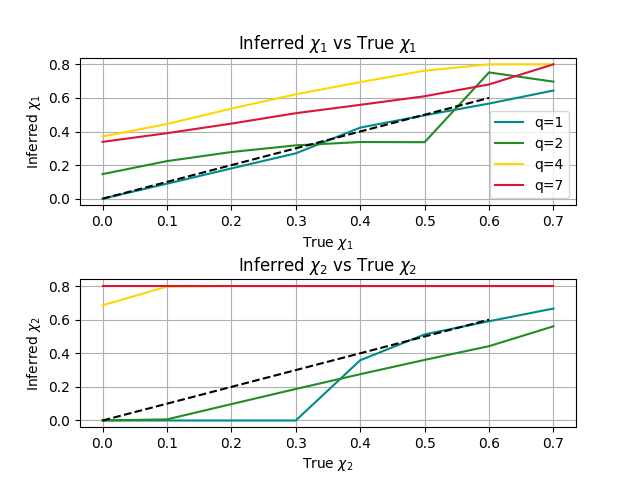 Inferred χ₁ vs True χ₁
Inferred χ₁
0.8
0.6
0.4
0.2
0.0
q=1
q=2
q=4
q=7
0.0 0.1 0.2 0.3 0.4 0.5 0.6 0.7
True χ₁
Inferred χ₂ vs True χ₂
Inferred χ₂
0.8
0.6
0.4
0.2
0.0
0.0 0.1 0.2 0.3 0.4 0.5 0.6 0.7
True χ₂